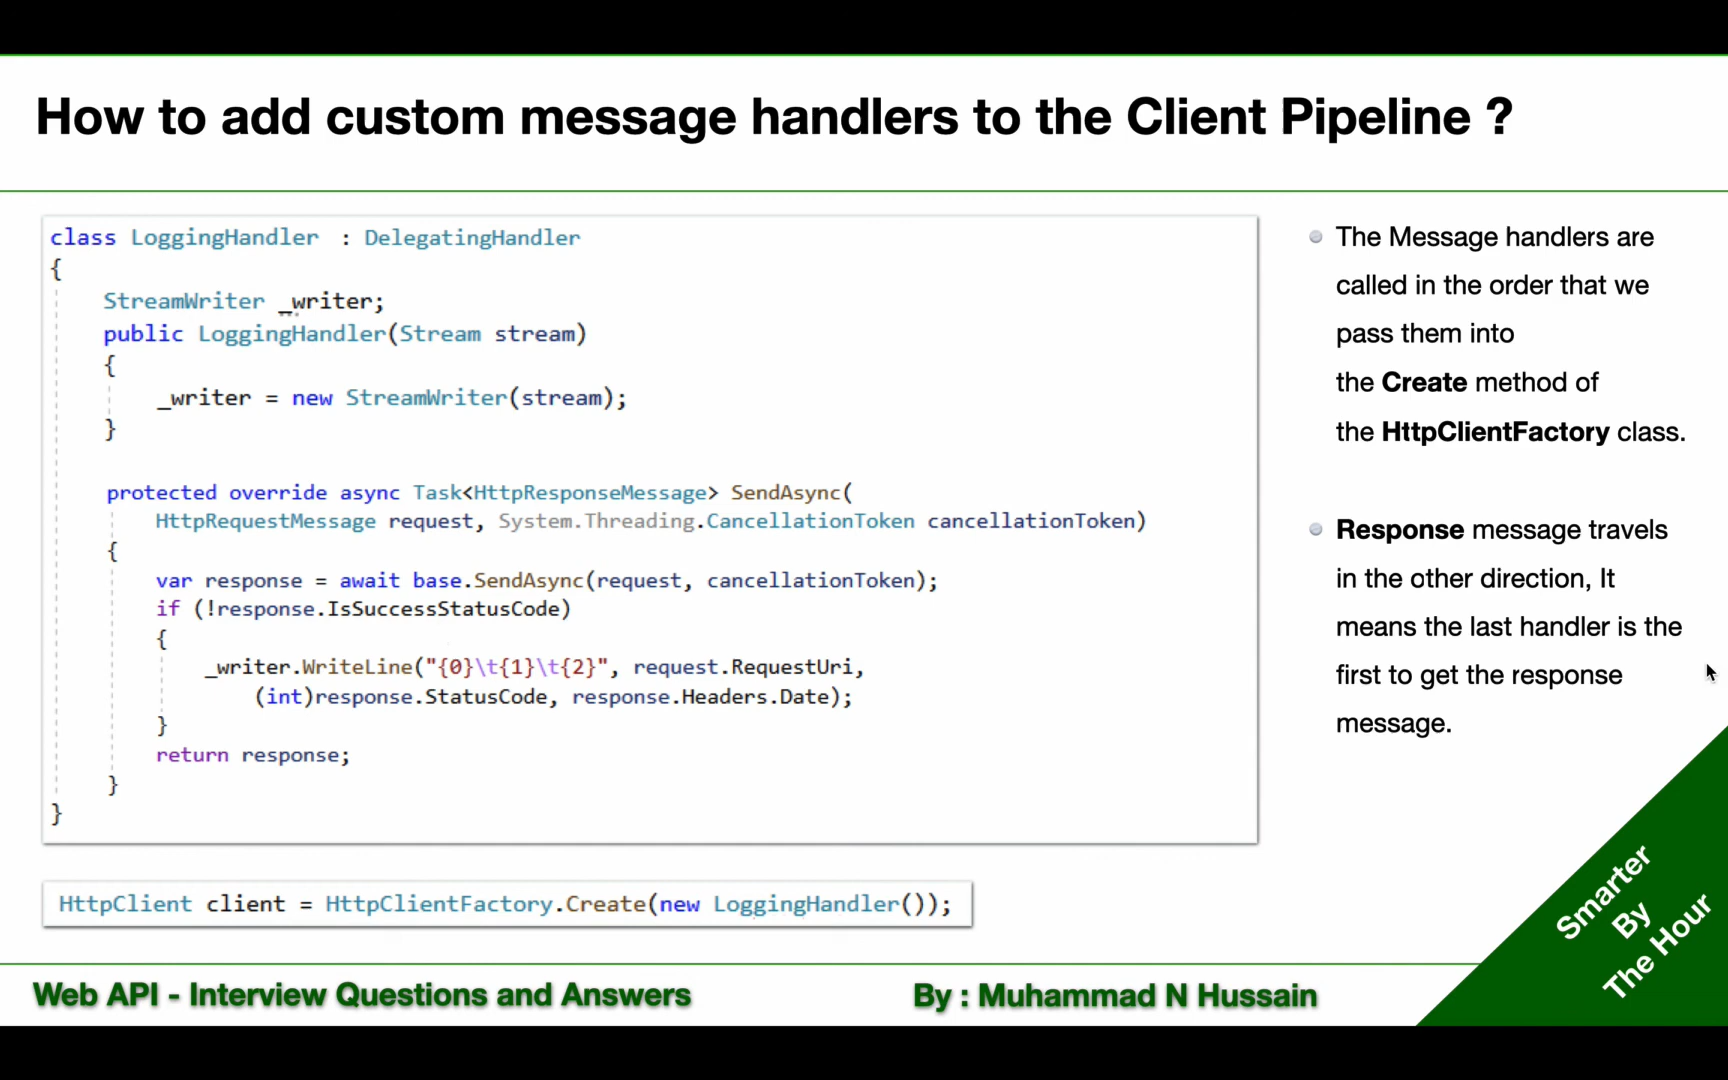 How to add custom message handlers to the Client Pipeline ?
class LoggingHandler : DelegatingHandler
{
StreamWriter _writer;
public LoggingHandler(Stream stream)
{
_writer = new StreamWriter(stream);
}
protected override async Task<HttpResponseMessage> SendAsync(
HttpRequestMessage request, System.Threading.CancellationToken cancellationToken)
{
var response = await base.SendAsync(request, cancellationToken);
if (!response.IsSuccessStatusCode)
{
_writer.WriteLine("{0}\t{1}\t{2}", request.RequestUri,
(int)response.StatusCode, response.Headers.Date);
}
return response;
}
}
HttpClient client = HttpClientFactory.Create(new LoggingHandler());
The Message handlers are
called in the order that we
pass them into
the Create method of
the HttpClientFactory class.
Response message travels
in the other direction, It
means the last handler is the
first to get the response
message.
Smarter
By
The Hour
Web API - Interview Questions and Answers
By : Muhammad N Hussain